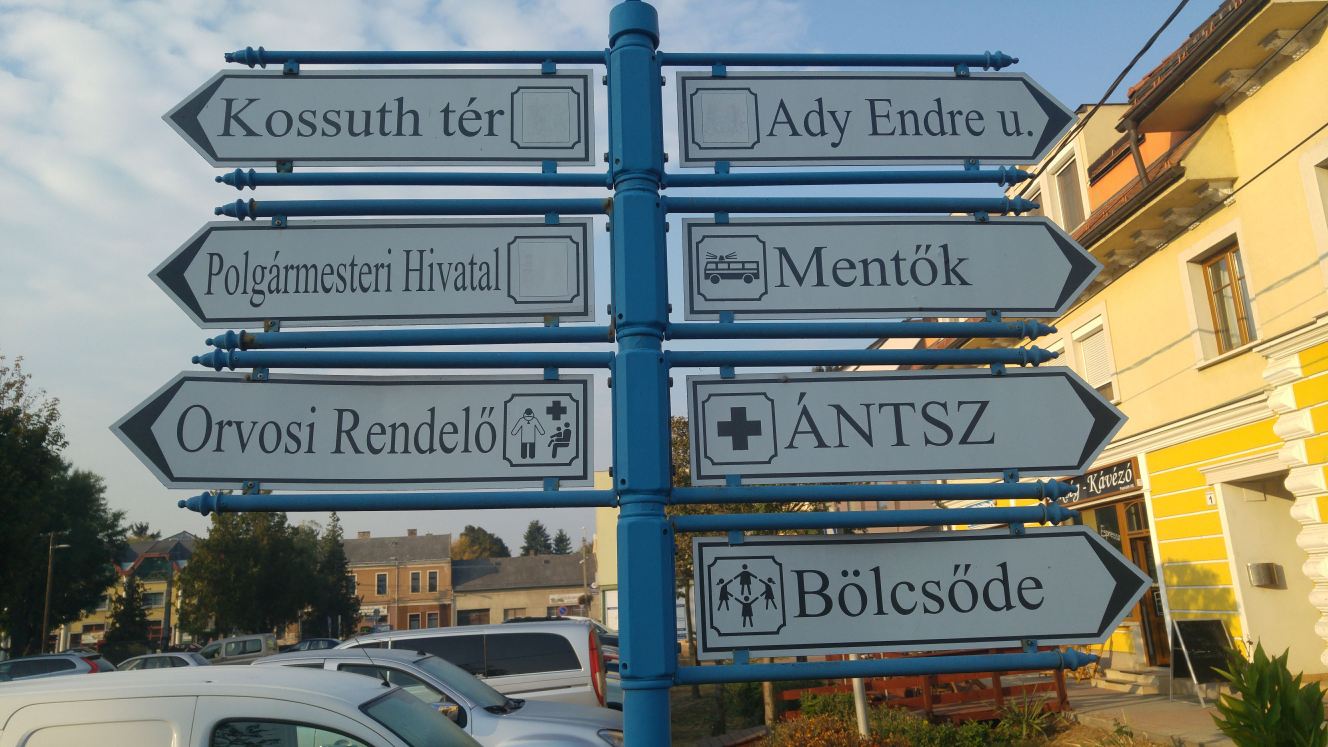 Kossuth tér
Ady Endre u.
Polgármesteri Hivatal
Mentők
Orvosi Rendelő
ÁNTSZ
Bölcsőde
- Kávézó